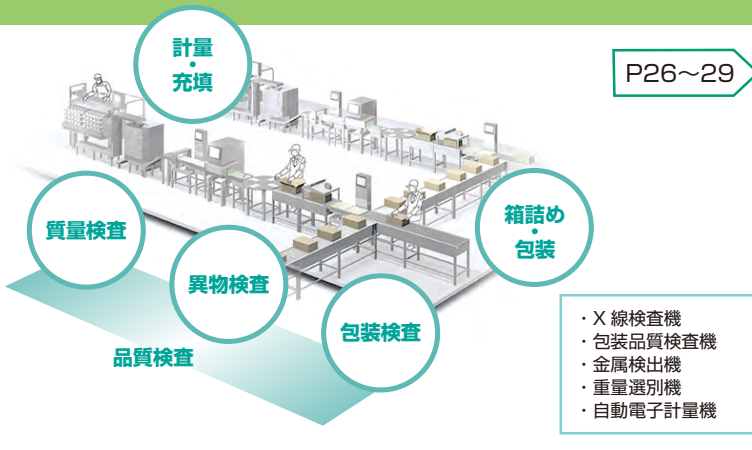 計量
・
充填
P26〜29
質量検査
箱詰め
・
包装
異物検査
包装検査
品質検査
・X 線検査機
・包装品質検査機
・金属検出機
・重量選別機
・自動電子計量機